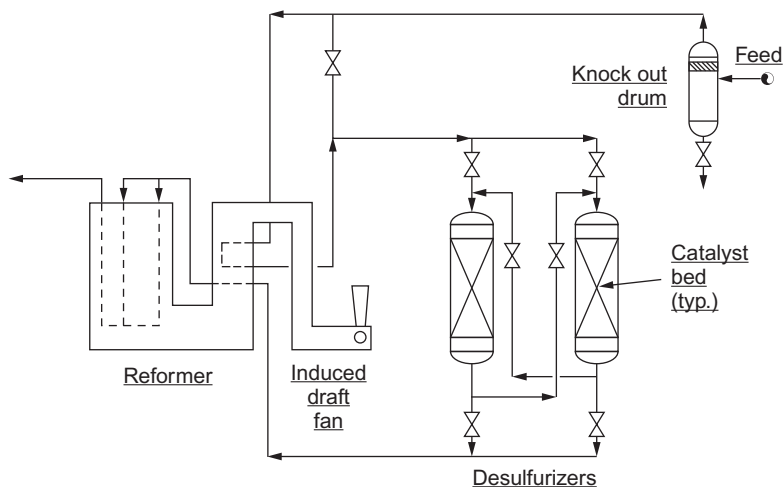 Feed
Knock out
drum
Catalyst
bed
(typ.)
Reformer
Induced
draft
fan
Desulfurizers